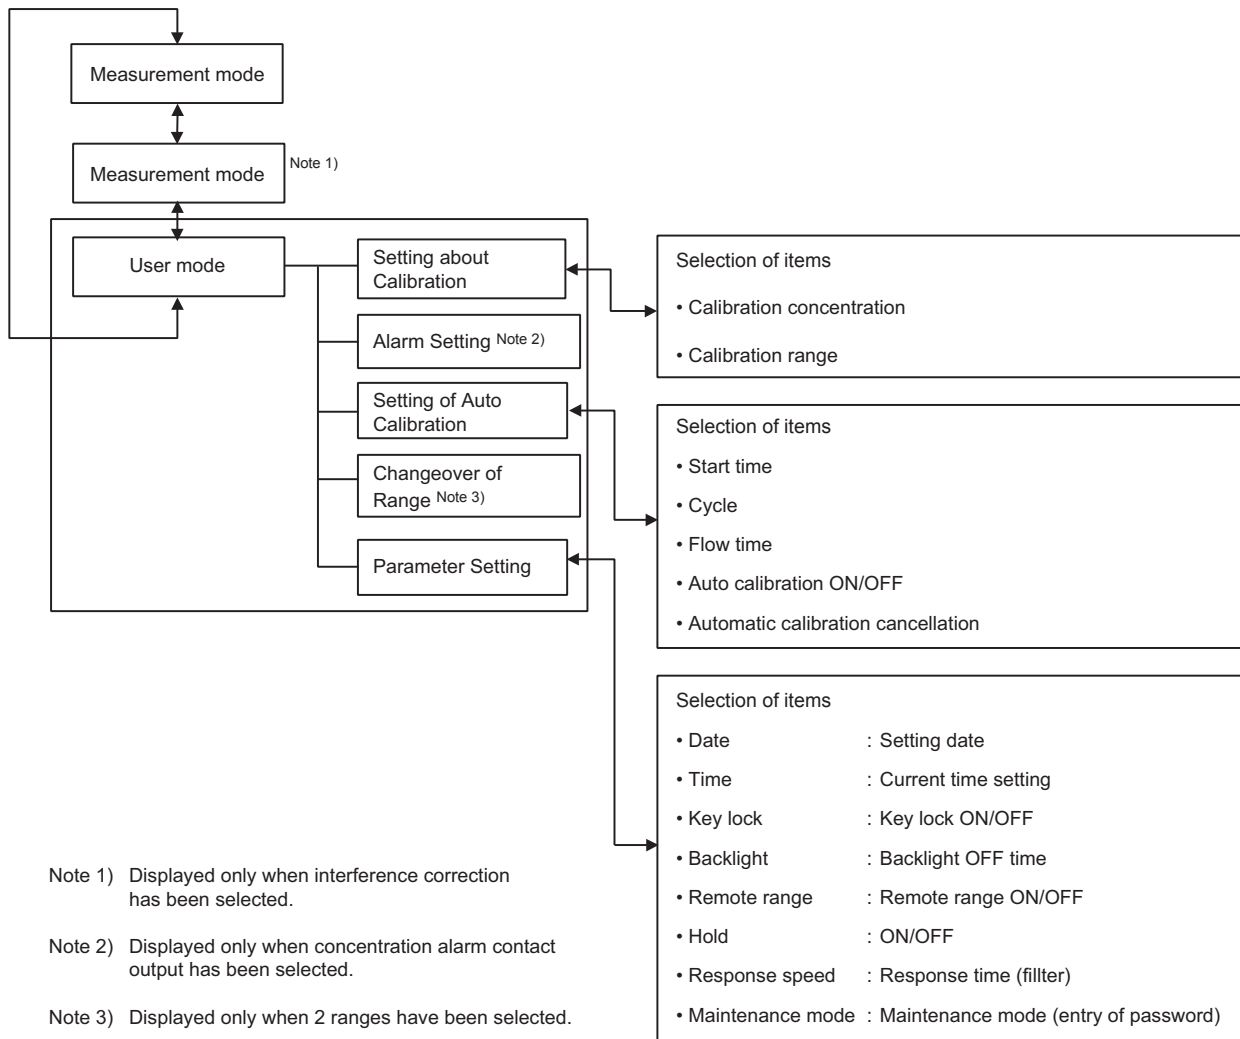 Measurement mode
Measurement mode Note 1)
User mode
Setting about
Calibration
Alarm Setting Note 2)
Setting of Auto
Calibration
Changeover of
Range Note 3)
Parameter Setting
Selection of items
• Calibration concentration
• Calibration range
Selection of items
• Start time
• Cycle
• Flow time
• Auto calibration ON/OFF
• Automatic calibration cancellation
Selection of items
• Date : Setting date
• Time : Current time setting
• Key lock : Key lock ON/OFF
• Backlight : Backlight OFF time
• Remote range : Remote range ON/OFF
• Hold : ON/OFF
• Response speed : Response time (fillter)
• Maintenance mode : Maintenance mode (entry of password)
Note 1) Displayed only when interference correction
has been selected.
Note 2) Displayed only when concentration alarm contact
output has been selected.
Note 3) Displayed only when 2 ranges have been selected.